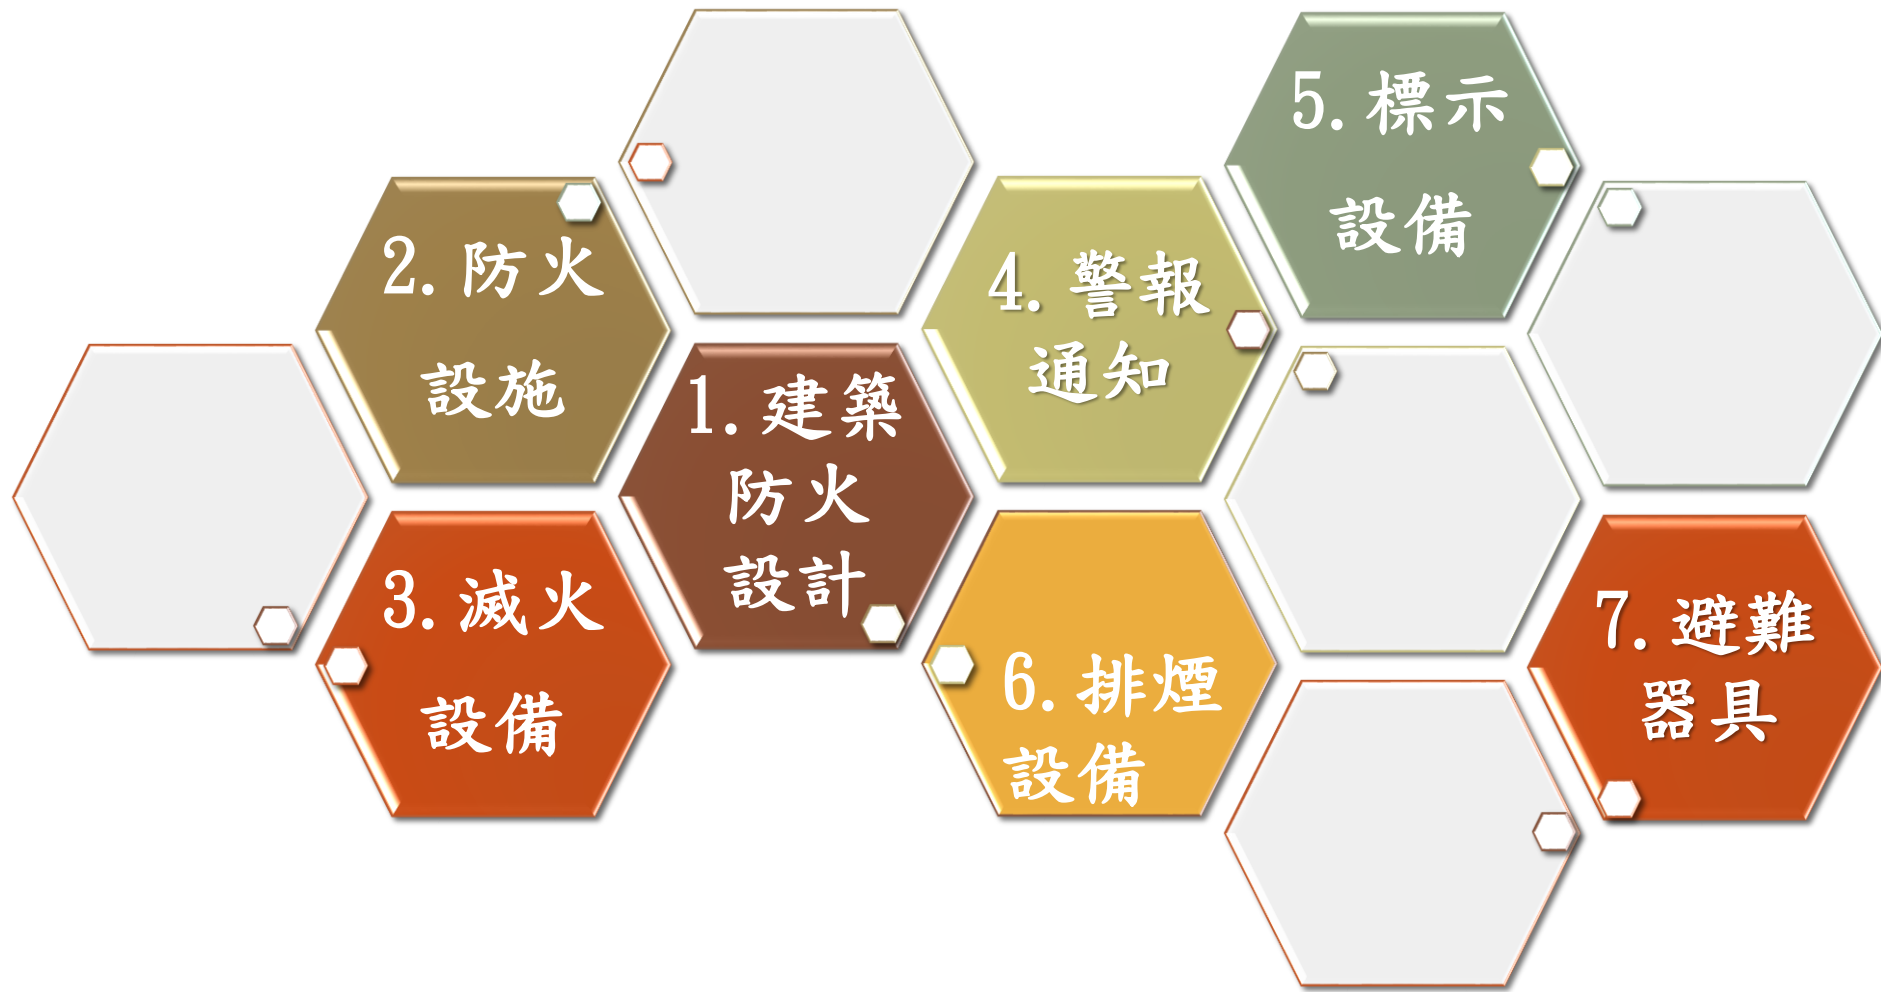 1.建築
防火
設計
2.防火
設施
3.滅火
設備
4.警報
通知
5.標示
設備
6.排煙
設備
7.避難
器具